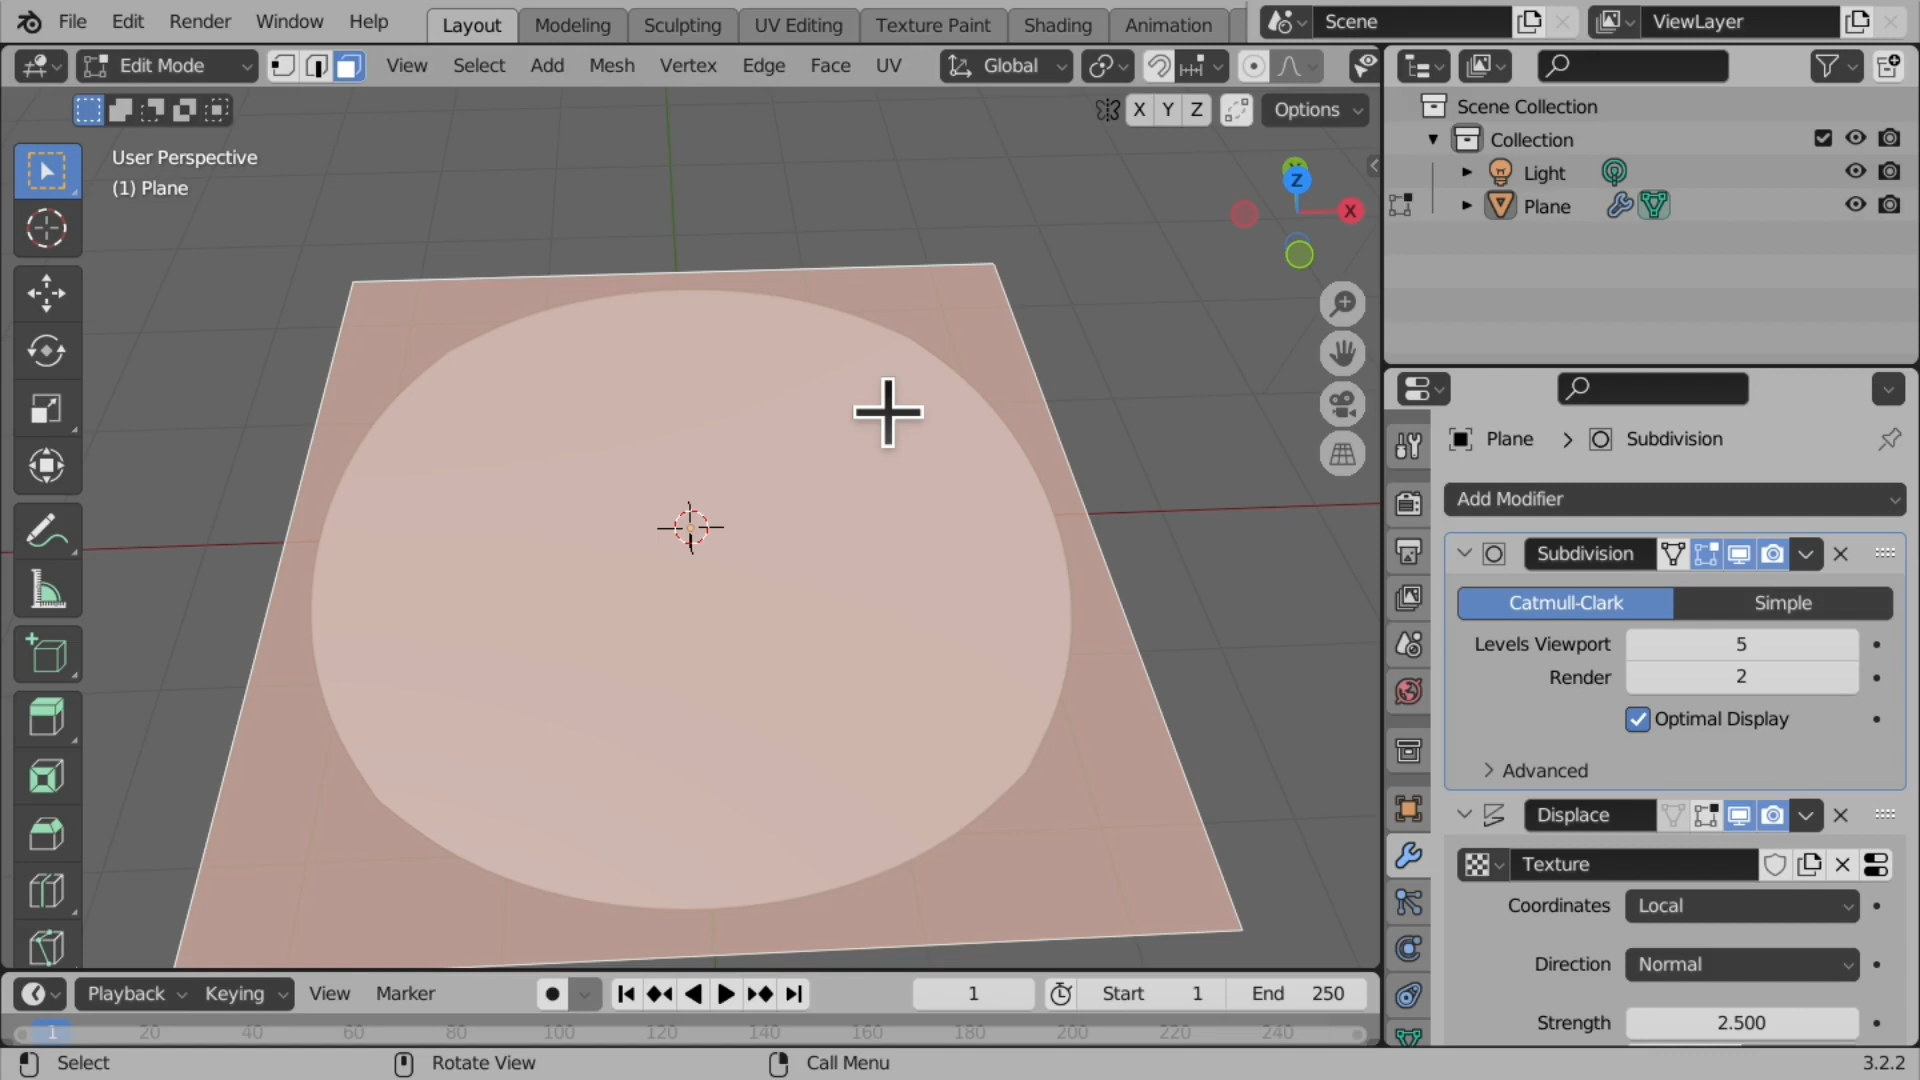 File Edit Render Window Help Layout Modeling Sculpting UV Editing Texture Paint Shading Animation Scene ViewLayer
Edit Mode View Select Add Mesh Vertex Edge Face UV Global
X Y Z Options
User Perspective
(1) Plane
Z
X
Scene Collection
Collection
Light
Plane
Plane > Subdivision
Add Modifier
Subdivision
Catmull-Clark Simple
Levels Viewport 5
Render 2
Optimal Display
Advanced
Displace
Texture
Coordinates Local
Direction Normal
Strength 2.500
Playback Keying View Marker 1 Start 1 End 250
1 20 40 60 80 100 120 140 160 180 200 220 240
Select Rotate View Call Menu 3.2.2